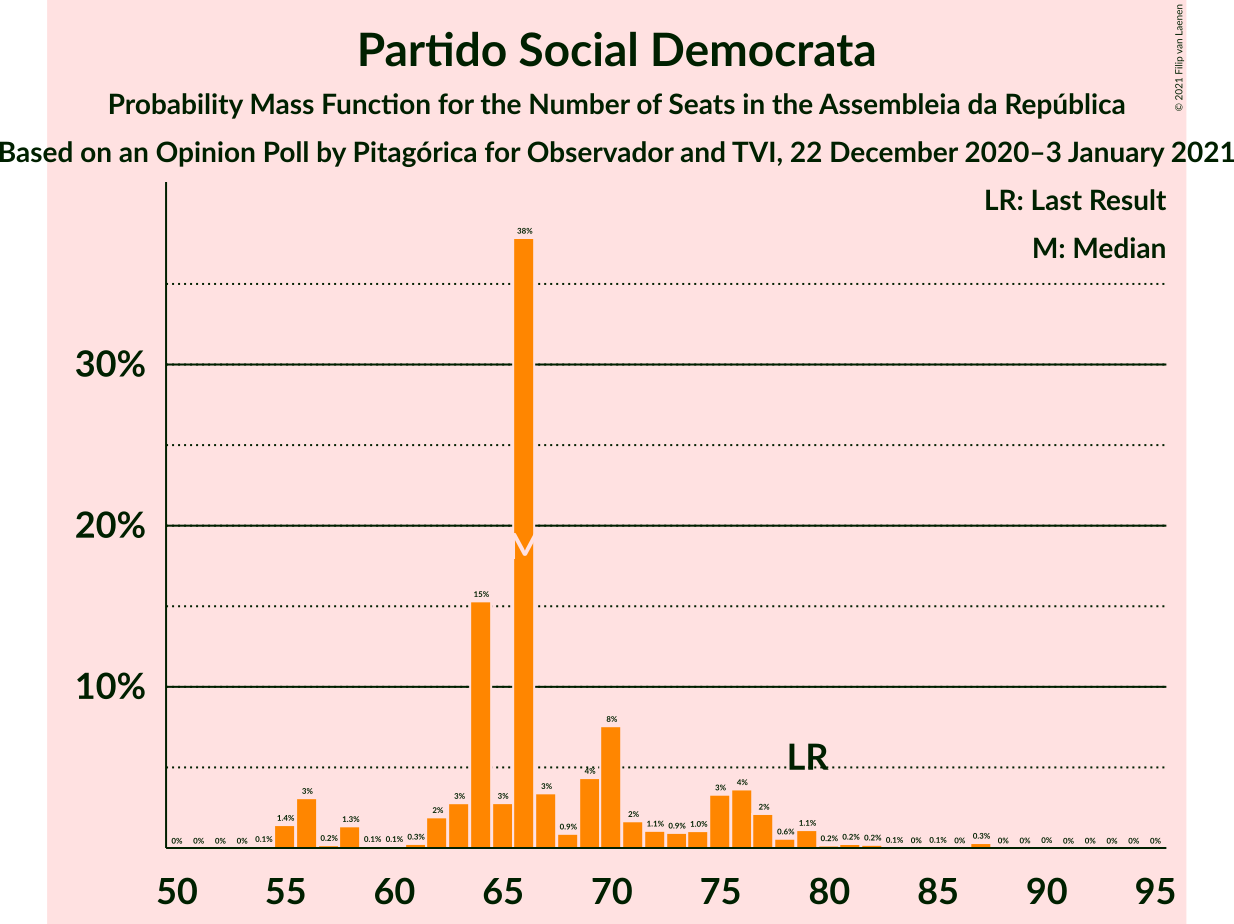 Partido Social Democrata
Probability Mass Function for the Number of Seats in the Assembleia da República
Based on an Opinion Poll by Pitagórica for Observador and TVI, 22 December 2020–3 January 2021
© 2021 Filip van Laenen
LR: Last Result
M: Median
30%
20%
10%
0% 0% 0% 0% 0.1% 1.4% 3% 0.2% 1.3% 0.1% 0.1% 0.3% 2% 3% 15% 3% 38% 3% 0.9% 4% 8% 2% 1.1% 0.9% 1.0% 3% 4% 2% 0.6% 1.1% 0.2% 0.2% 0.2% 0.1% 0% 0.1% 0% 0.3% 0% 0% 0% 0% 0% 0% 0% 0%
M
LR
50 55 60 65 70 75 80 85 90 95